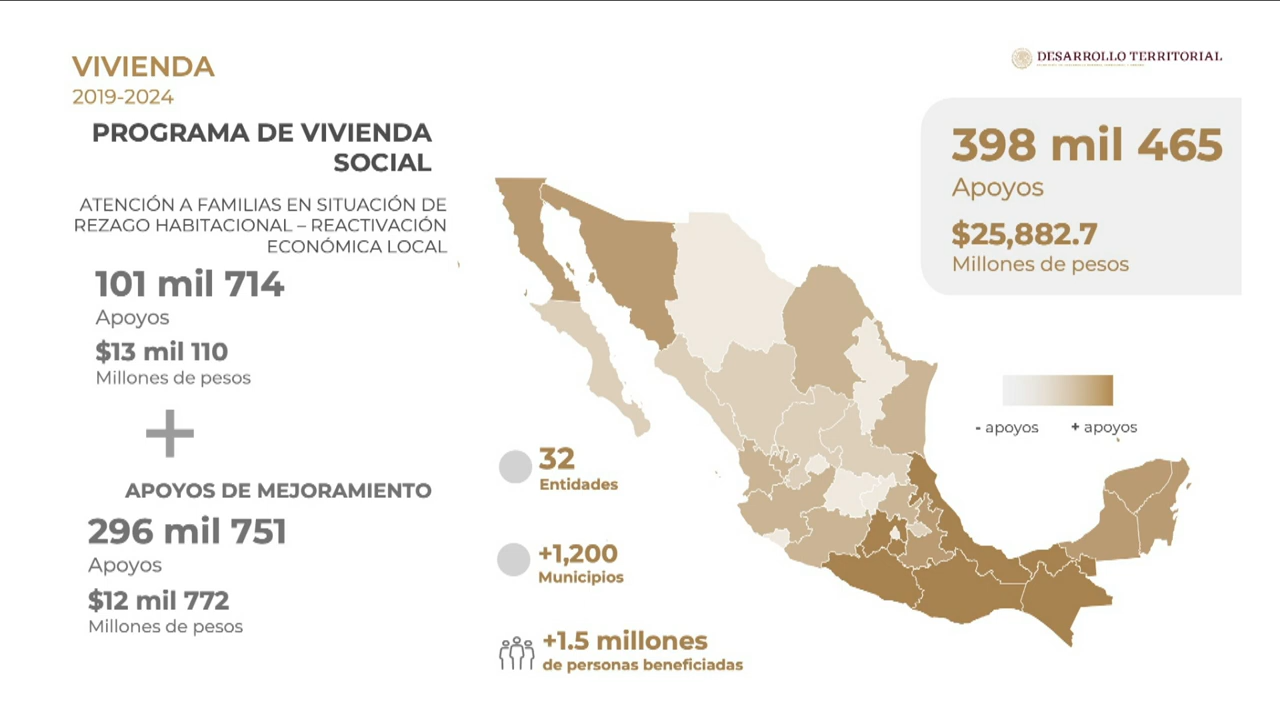 VIVIENDA
2019-2024
PROGRAMA DE VIVIENDA
SOCIAL
ATENCIÓN A FAMILIAS EN SITUACIÓN DE
REZAGO HABITACIONAL – REACTIVACIÓN
ECONÓMICA LOCAL
101 mil 714
Apoyos
$13 mil 110
Millones de pesos
+
APOYOS DE MEJORAMIENTO
296 mil 751
Apoyos
$12 mil 772
Millones de pesos
32
Entidades
+1,200
Municipios
+1.5 millones
de personas beneficiadas
DESARROLLO TERRITORIAL
398 mil 465
Apoyos
$25,882.7
Millones de pesos
- apoyos + apoyos